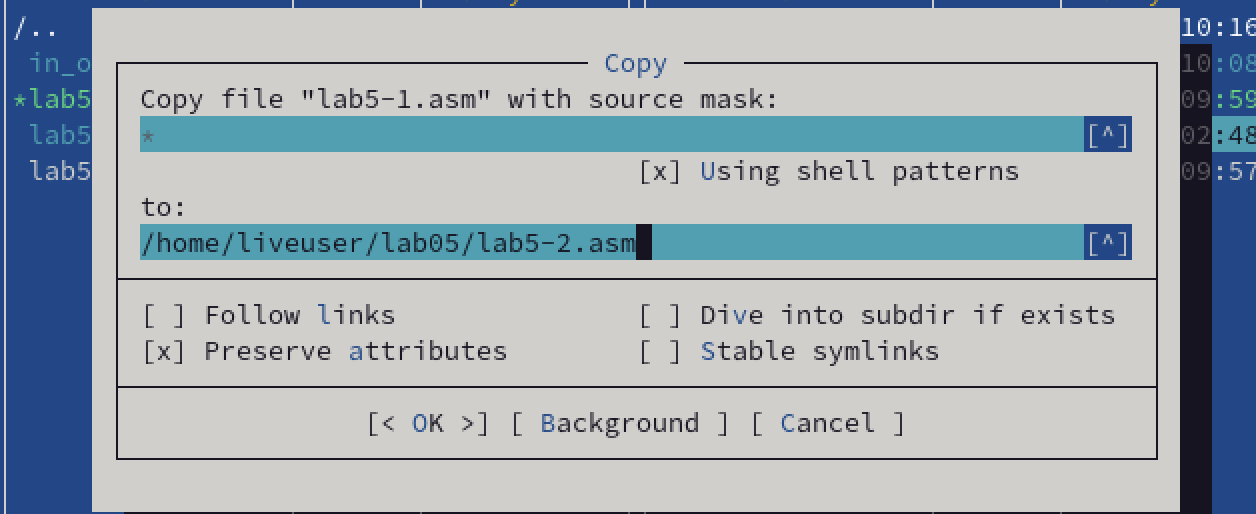 /..
in_o
*lab5
lab5
lab5
Copy
Copy file "lab5-1.asm" with source mask:
* [^]
[x] Using shell patterns
to:
/home/liveuser/lab05/lab5-2.asm [^]
[ ] Follow links [ ] Dive into subdir if exists
[x] Preserve attributes [ ] Stable symlinks
[< OK >] [ Background ] [ Cancel ]
10:16
10:08
09:59
02:48
09:57